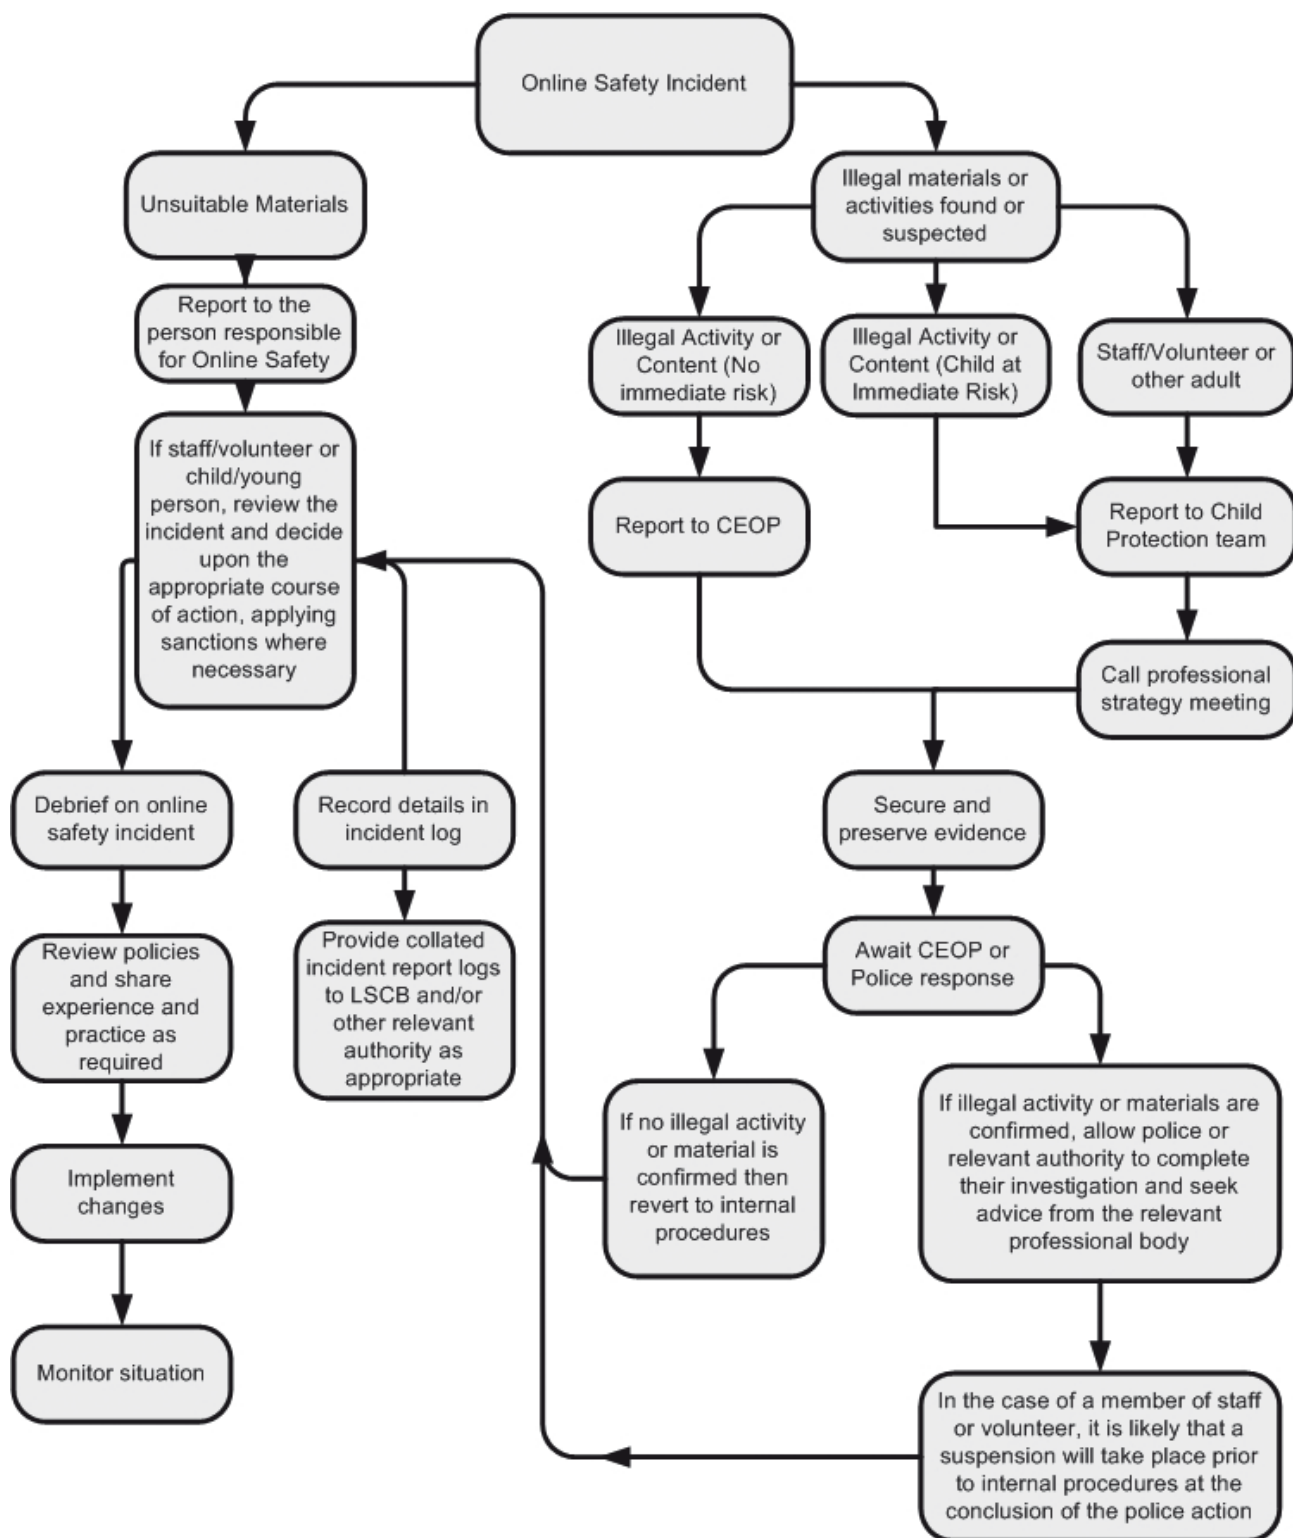 Online Safety Incident
Unsuitable Materials
Illegal materials or
activities found or
suspected
Report to the
person responsible
for Online Safety
Illegal Activity or
Content (No
immediate risk)
Illegal Activity or
Content (Child at
Immediate Risk)
Staff/Volunteer or
other adult
If staff/volunteer or
child/young
person, review the
incident and decide
upon the
appropriate course
of action, applying
sanctions where
necessary
Report to CEOP
Report to Child
Protection team
Call professional
strategy meeting
Debrief on online
safety incident
Record details in
incident log
Secure and
preserve evidence
Review policies
and share
experience and
practice as
required
Provide collated
incident report logs
to LSCB and/or
other relevant
authority as
appropriate
Await CEOP or
Police response
If no illegal activity
or material is
confirmed then
revert to internal
procedures
If illegal activity or materials are
confirmed, allow police or
relevant authority to complete
their investigation and seek
advice from the relevant
professional body
Implement
changes
Monitor situation
In the case of a member of staff
or volunteer, it is likely that a
suspension will take place prior
to internal procedures at the
conclusion of the police action